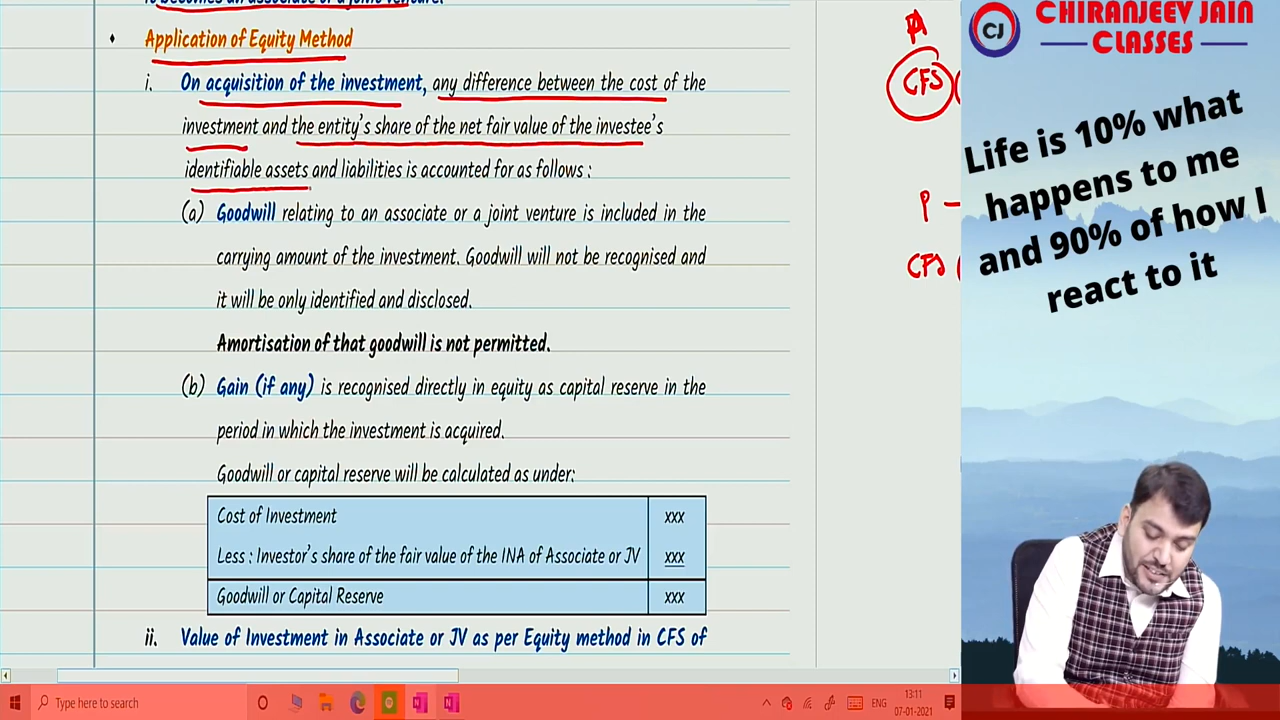 it becomes an associate or a joint venture.
♦ Application of Equity Method
i. On acquisition of the investment, any difference between the cost of the
investment and the entity's share of the net fair value of the investee's
identifiable assets and liabilities is accounted for as follows :
(a) Goodwill relating to an associate or a joint venture is included in the
carrying amount of the investment. Goodwill will not be recognised and
it will be only identified and disclosed.
Amortisation of that goodwill is not permitted.
(b) Gain (if any) is recognised directly in equity as capital reserve in the
period in which the investment is acquired.
Goodwill or capital reserve will be calculated as under:
Cost of Investment xxx
Less : Investor's share of the fair value of the INA of Associate or JV xxx
Goodwill or Capital Reserve xxx
ii. Value of Investment in Associate or JV as per Equity method in CFS of
CFS
P –
CFS
CJ
CHIRANJEEV JAIN
CLASSES
Life is 10% what
happens to me
and 90% of how I
react to it
Type here to search
ENG
13:11
07-01-2021